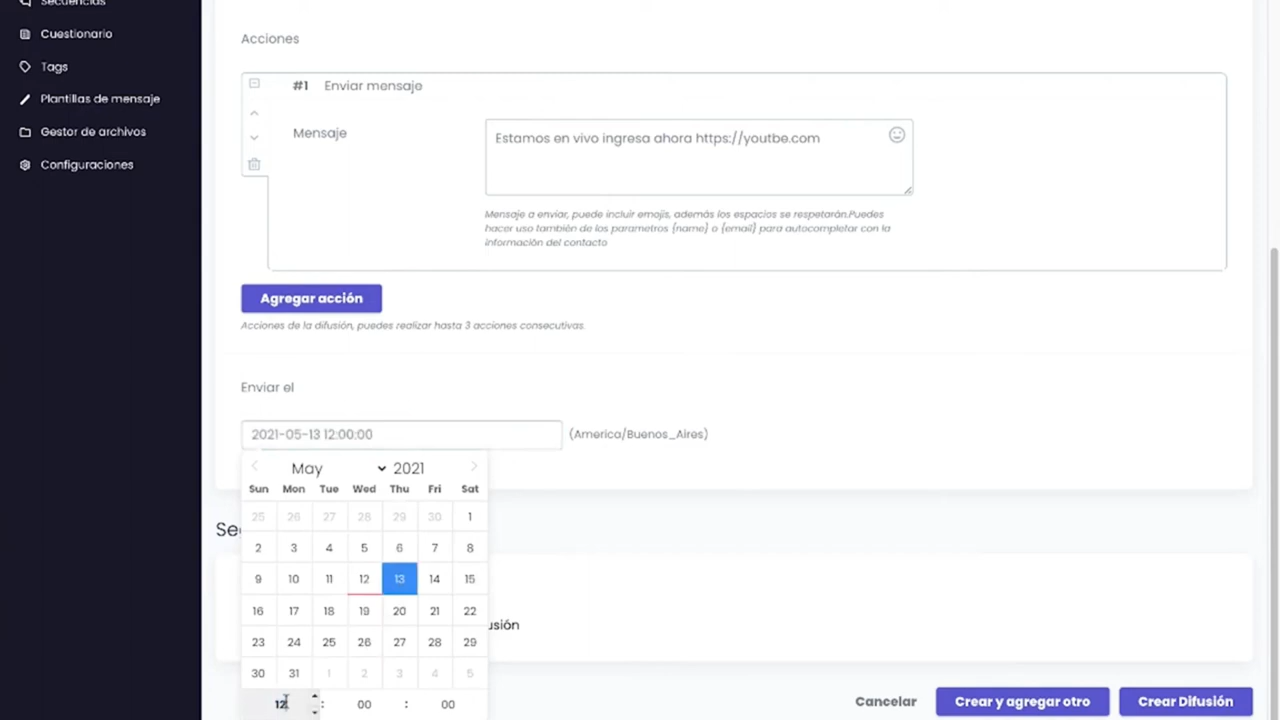 Secuencias
Cuestionario
Tags
Plantillas de mensaje
Gestor de archivos
Configuraciones
Acciones
#1 Enviar mensaje
Mensaje
Estamos en vivo ingresa ahora https://youtbe.com
Mensaje a enviar, puede incluir emojis, además los espacios se respetarán.Puedes
hacer uso también de los parametros {name} o {email} para autocompletar con la
información del contacto
Agregar acción
Acciones de la difusión, puedes realizar hasta 3 acciones consecutivas.
Enviar el
2021-05-13 12:00:00 (America/Buenos_Aires)
May 2021
Sun Mon Tue Wed Thu Fri Sat
25 26 27 28 29 30 1
2 3 4 5 6 7 8
9 10 11 12 13 14 15
16 17 18 19 20 21 22
23 24 25 26 27 28 29
30 31 1 2 3 4 5
12 : 00 : 00
Se
usión
Cancelar Crear y agregar otro Crear Difusión